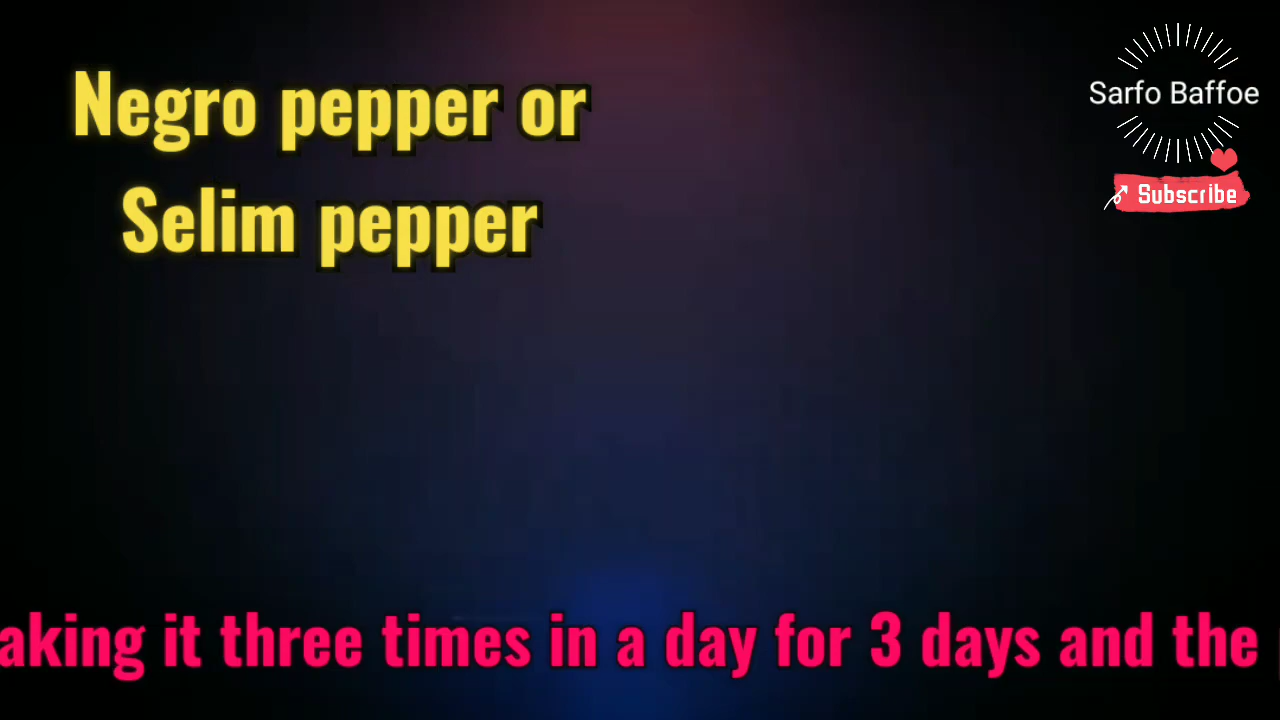 Negro pepper or
Selim pepper
Sarfo Baffoe
Subscribe
aking it three times in a day for 3 days and the